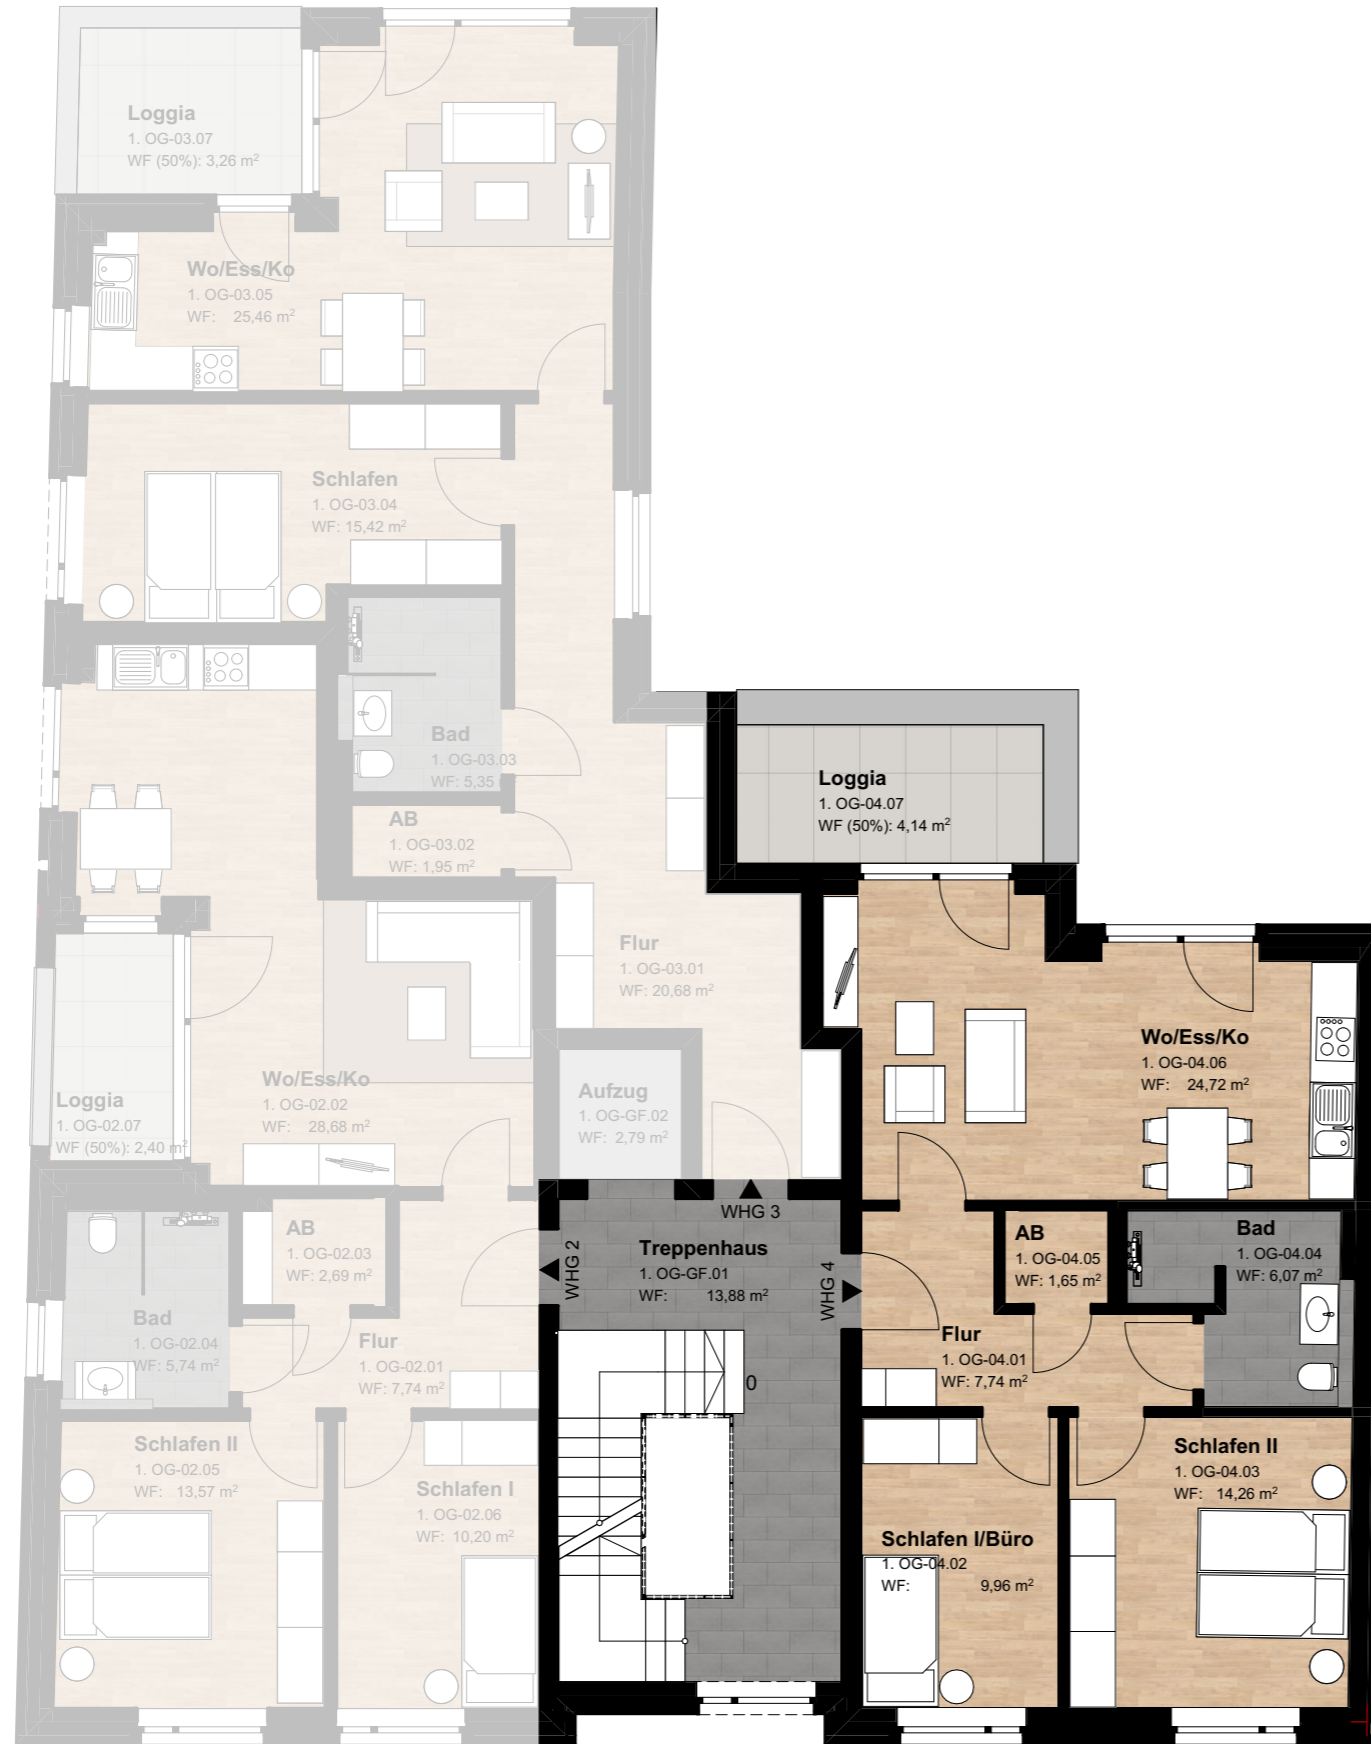 Loggia
1. OG-03.07
WF (50%): 3,26 m²
Wo/Ess/Ko
1. OG-03.05
WF: 25,46 m²
Schlafen
1. OG-03.04
WF: 15,42 m²
Bad
1. OG-03.03
WF: 5,35
AB
1. OG-03.02
WF: 1,95 m²
Loggia
1. OG-04.07
WF (50%): 4,14 m²
Flur
1. OG-03.01
WF: 20,68 m²
Wo/Ess/Ko
1. OG-04.06
WF: 24,72 m²
Wo/Ess/Ko
1. OG-02.02
WF: 28,68 m²
Loggia
1. OG-02.07
WF (50%): 2,40 m²
Aufzug
1. OG-GF.02
WF: 2,79 m²
WHG 3
WHG 2
Treppenhaus
1. OG-GF.01
WF: 13,88 m²
WHG 4
AB
1. OG-02.03
WF: 2,69 m²
AB
1. OG-04.05
WF: 1,65 m²
Bad
1. OG-04.04
WF: 6,07 m²
Bad
1. OG-02.04
WF: 5,74 m²
Flur
1. OG-02.01
WF: 7,74 m²
Flur
1. OG-04.01
WF: 7,74 m²
0
Schlafen II
1. OG-02.05
WF: 13,57 m²
Schlafen I
1. OG-02.06
WF: 10,20 m²
Schlafen II
1. OG-04.03
WF: 14,26 m²
Schlafen I/Büro
1. OG-04.02
WF: 9,96 m²